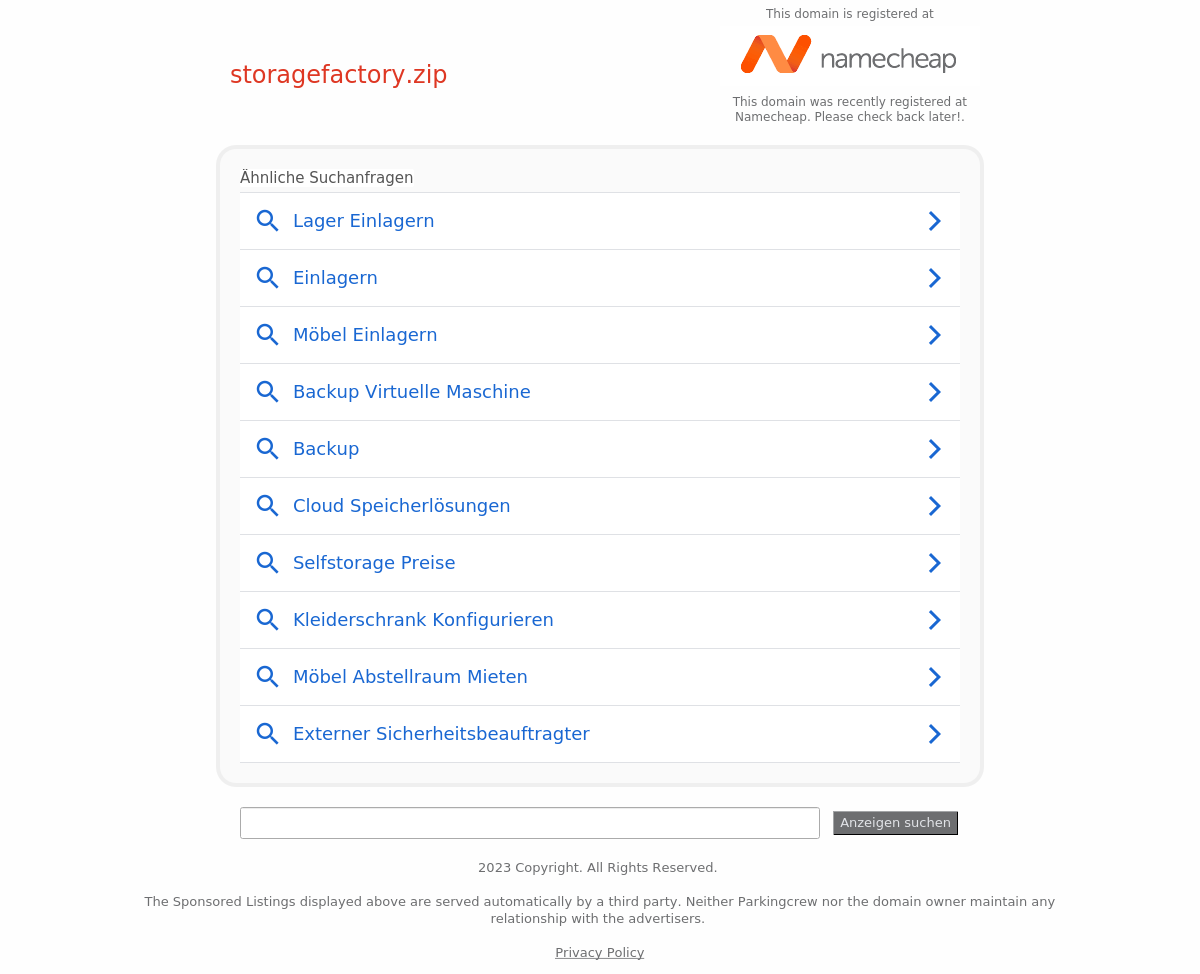 This domain is registered at
namecheap
storagefactory.zip
This domain was recently registered at
Namecheap. Please check back later!.
Ähnliche Suchanfragen
Lager Einlagern
Einlagern
Möbel Einlagern
Backup Virtuelle Maschine
Backup
Cloud Speicherlösungen
Selfstorage Preise
Kleiderschrank Konfigurieren
Möbel Abstellraum Mieten
Externer Sicherheitsbeauftragter
Anzeigen suchen
2023 Copyright. All Rights Reserved.
The Sponsored Listings displayed above are served automatically by a third party. Neither Parkingcrew nor the domain owner maintain any
relationship with the advertisers.
Privacy Policy